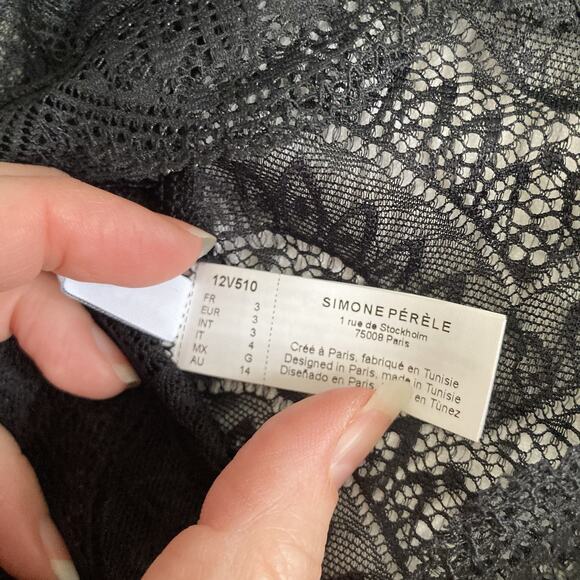 12V510
FR 3
EUR 3
INT 3
IT 4
MX G
AU 14
SIMONE PÉRÈLE
1 rue de Stockholm
75008 Paris
Créé à Paris, fabriqué en Tunisie
Designed in Paris, made in Tunisie
Diseñado en Paris, en Túnez